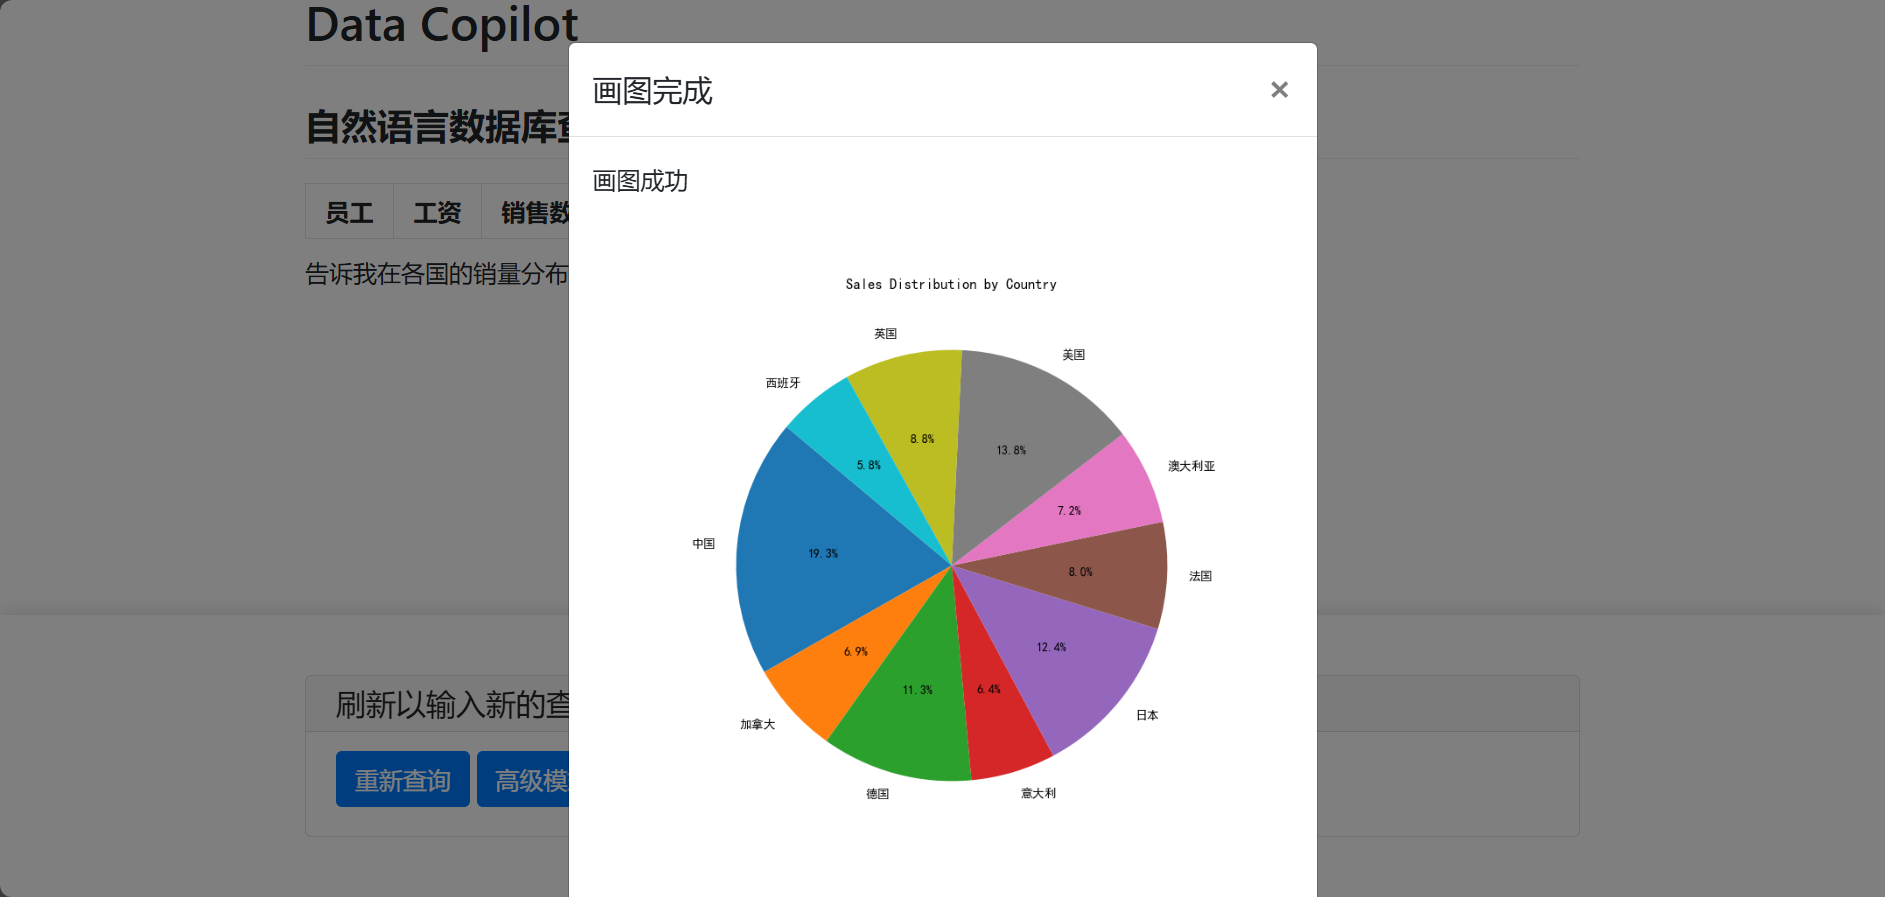 Data Copilot
画图完成
×
自然语言数据库
画图成功
员工 工资 销售数
告诉我在各国的销量分布
Sales Distribution by Country
英国
美国
西班牙
8.8%
13.8%
5.8%
澳大利亚
7.2%
中国
19.3%
8.0%
法国
6.9%
12.4%
11.3%
6.4%
日本
加拿大
德国
意大利
刷新以输入新的查
重新查询 高级模